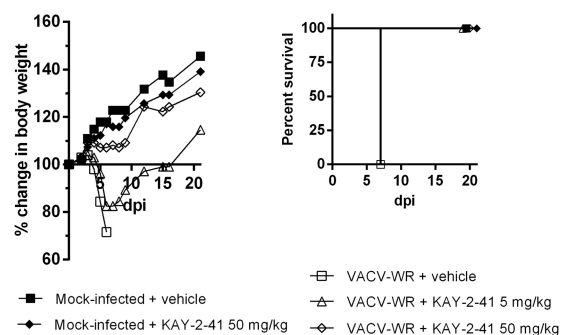 % change in body weight
160
140
120
100
80
60
5
10
15
20
dpi
Percent survival
100
75
50
25
0
0
5
10
15
20
dpi
Mock-infected + vehicle
Mock-infected + KAY-2-41 50 mg/kg
VACV-WR + vehicle
VACV-WR + KAY-2-41 5 mg/kg
VACV-WR + KAY-2-41 50 mg/kg